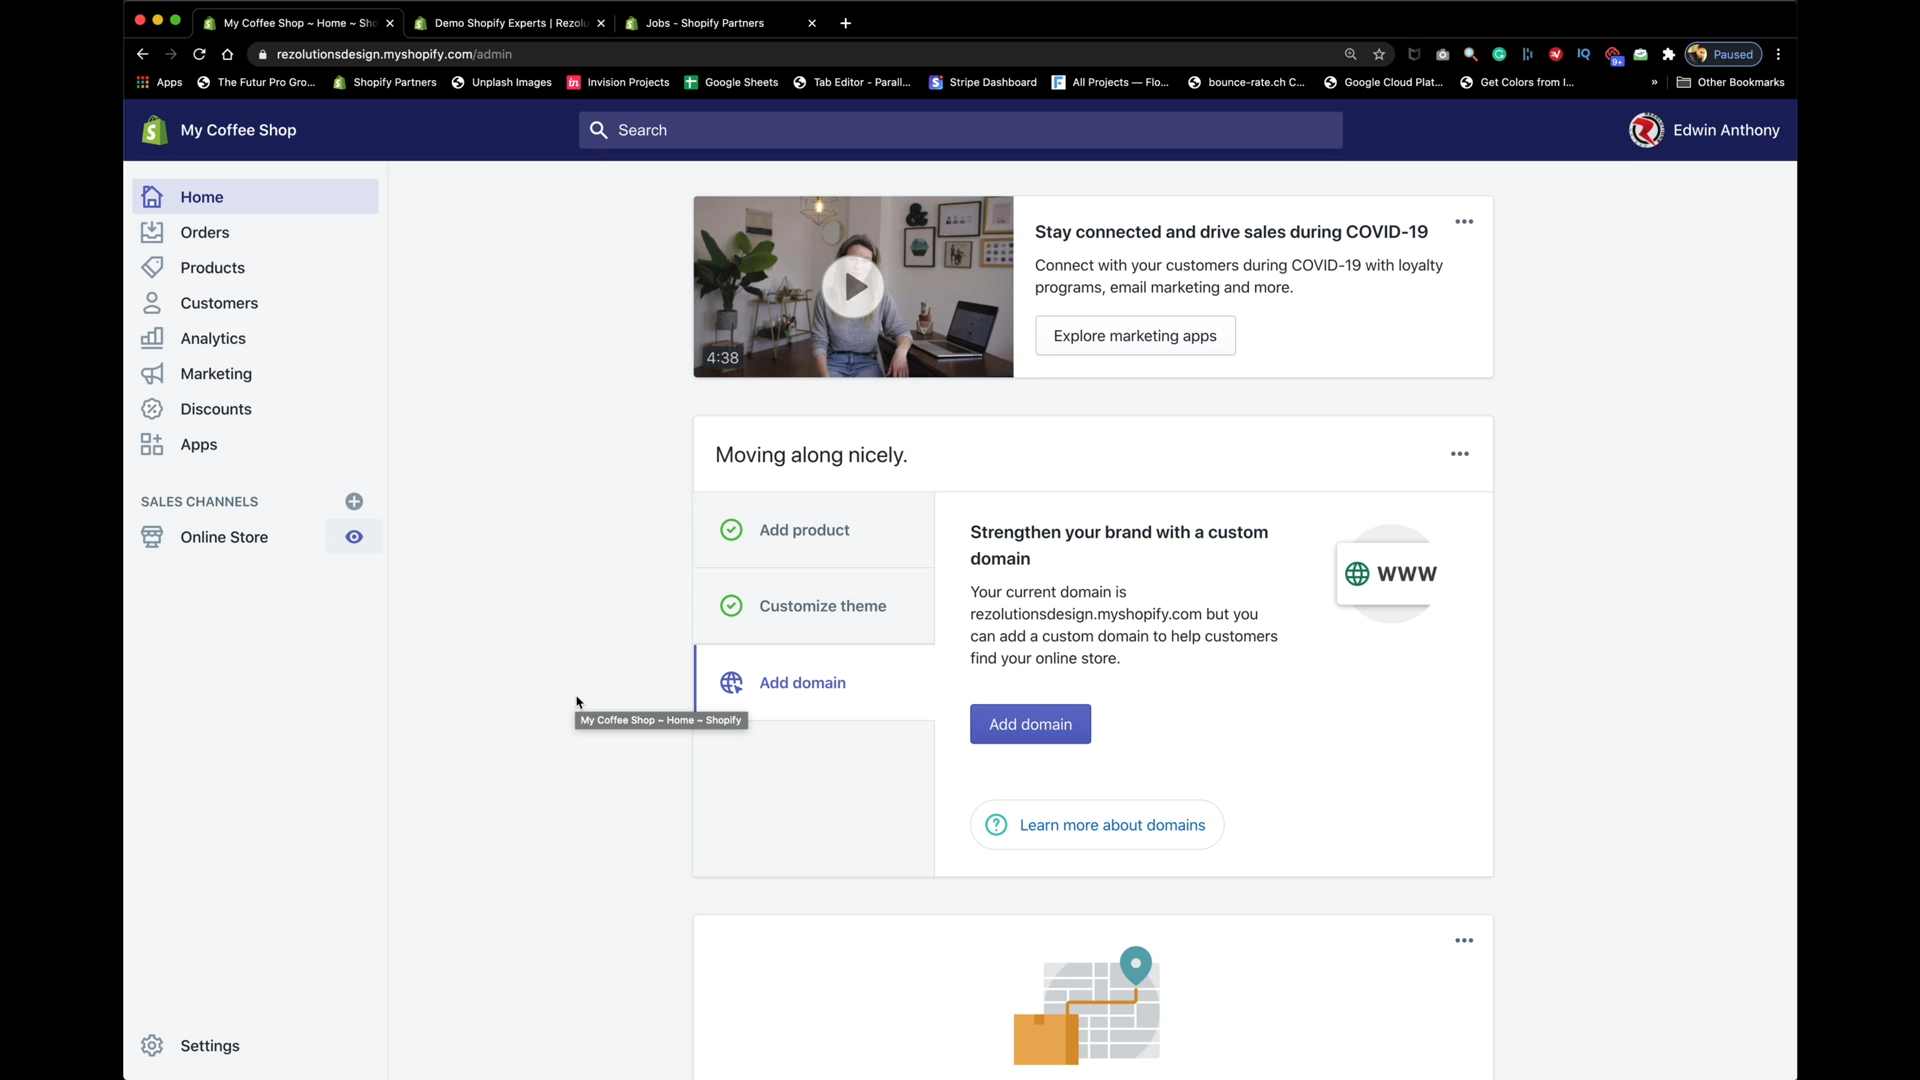 My Coffee Shop ~ Home ~ Sho
Demo Shopify Experts | Rezolu
Jobs - Shopify Partners
rezolutionsdesign.myshopify.com/admin
9+
Paused
Apps
The Futur Pro Gro...
Shopify Partners
Unplash Images
in
Invision Projects
Google Sheets
Tab Editor - Parall...
S
Stripe Dashboard
F
All Projects — Flo...
bounce-rate.ch C...
Google Cloud Plat...
Get Colors from I...
»
Other Bookmarks
My Coffee Shop
Search
Edwin Anthony
Home
Orders
Products
Customers
Analytics
Marketing
Discounts
Apps
SALES CHANNELS
Online Store
Settings
4:38
Stay connected and drive sales during COVID-19
Connect with your customers during COVID-19 with loyalty
programs, email marketing and more.
Explore marketing apps
Moving along nicely.
Add product
Customize theme
Add domain
My Coffee Shop ~ Home ~ Shopify
Strengthen your brand with a custom
domain
Your current domain is
rezolutionsdesign.myshopify.com but you
can add a custom domain to help customers
find your online store.
WWW
Add domain
Learn more about domains